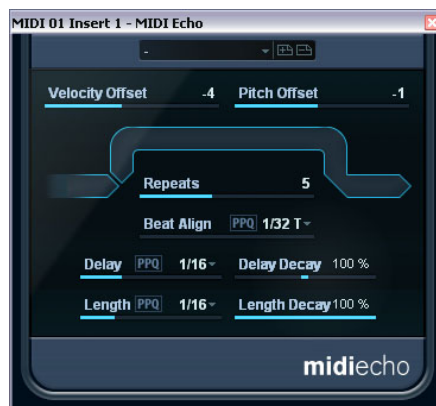 MIDI 01 Insert 1 - MIDI Echo
-
Velocity Offset -4 Pitch Offset -1
Repeats 5
Beat Align PPQ 1/32 T
Delay PPQ 1/16 Delay Decay 100 %
Length PPQ 1/16 Length Decay 100 %
midiecho